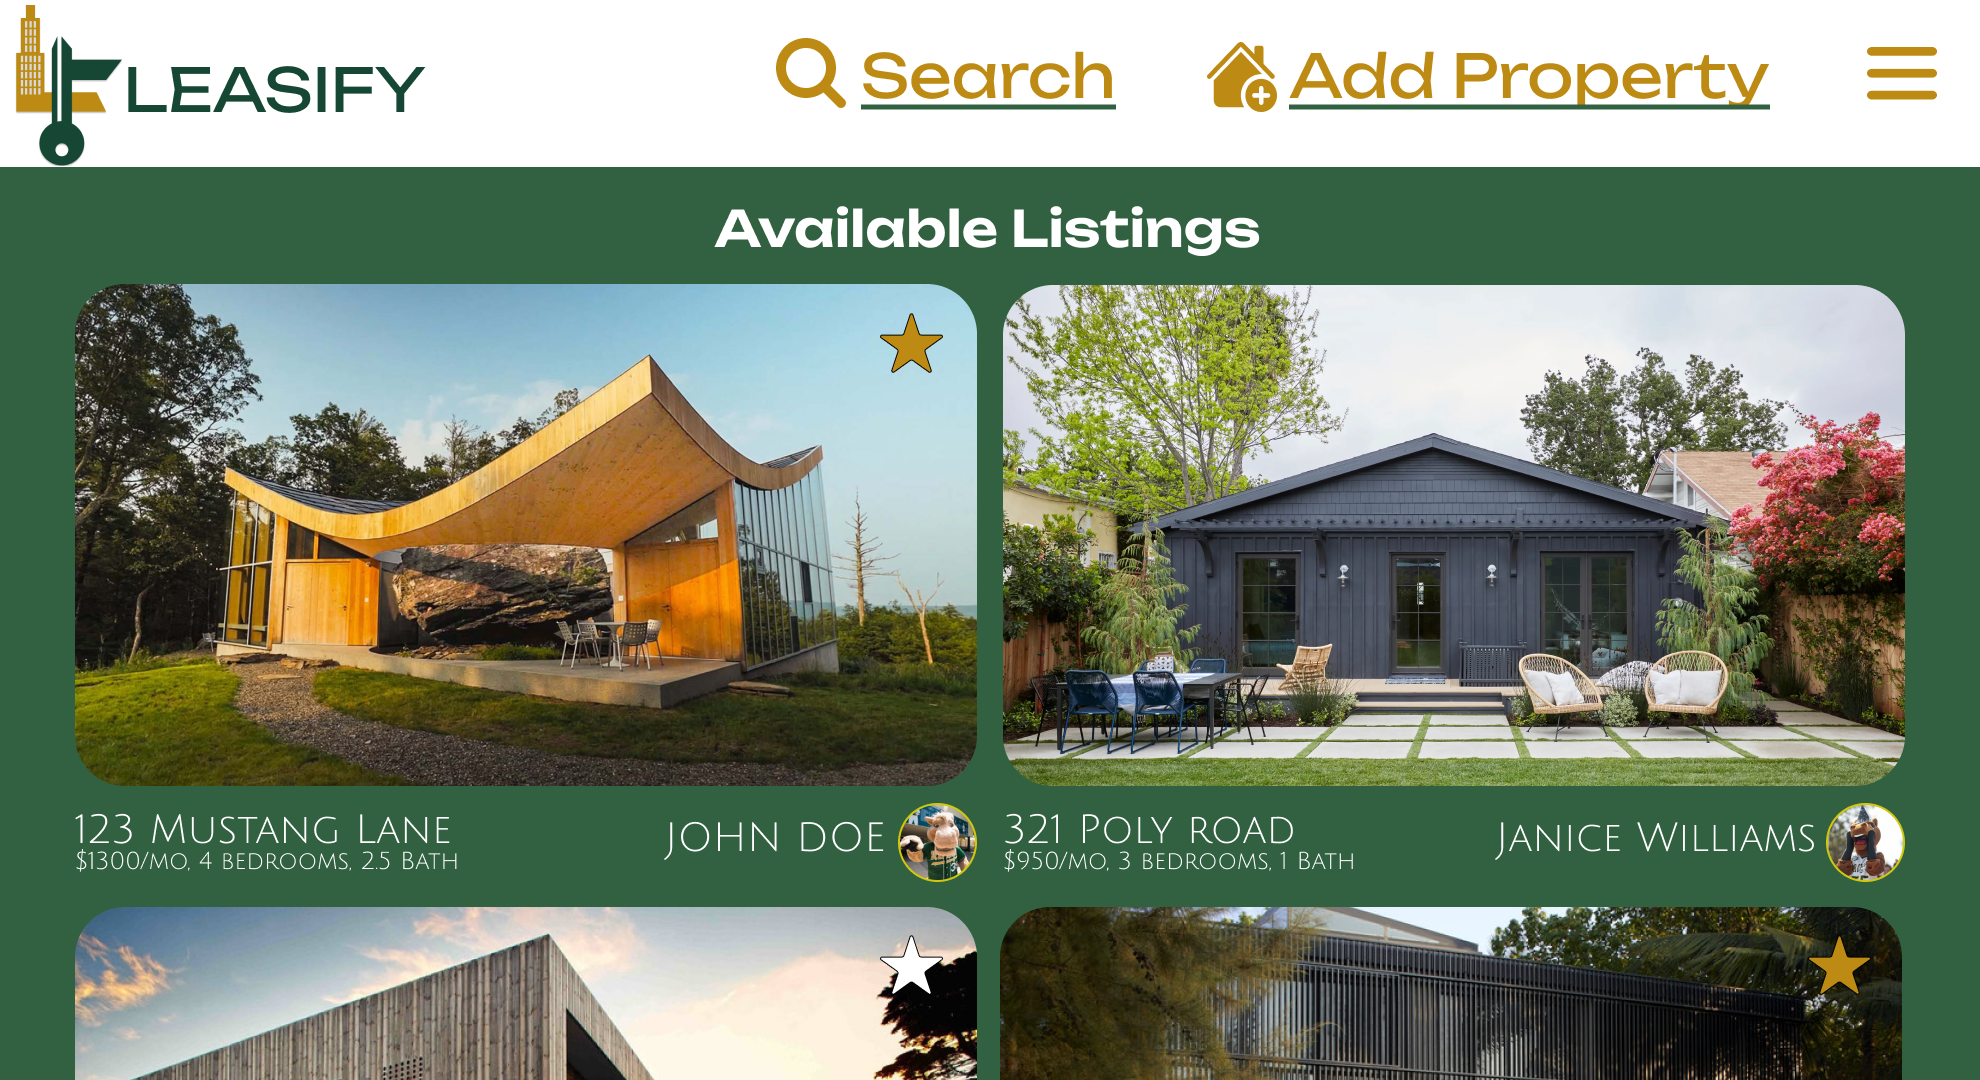 LEASIFY
Search
Add Property
Available Listings
123 Mustang Lane
$1300/mo, 4 bedrooms, 2.5 Bath
John Doe
321 Poly road
$950/mo, 3 bedrooms, 1 Bath
Janice Williams